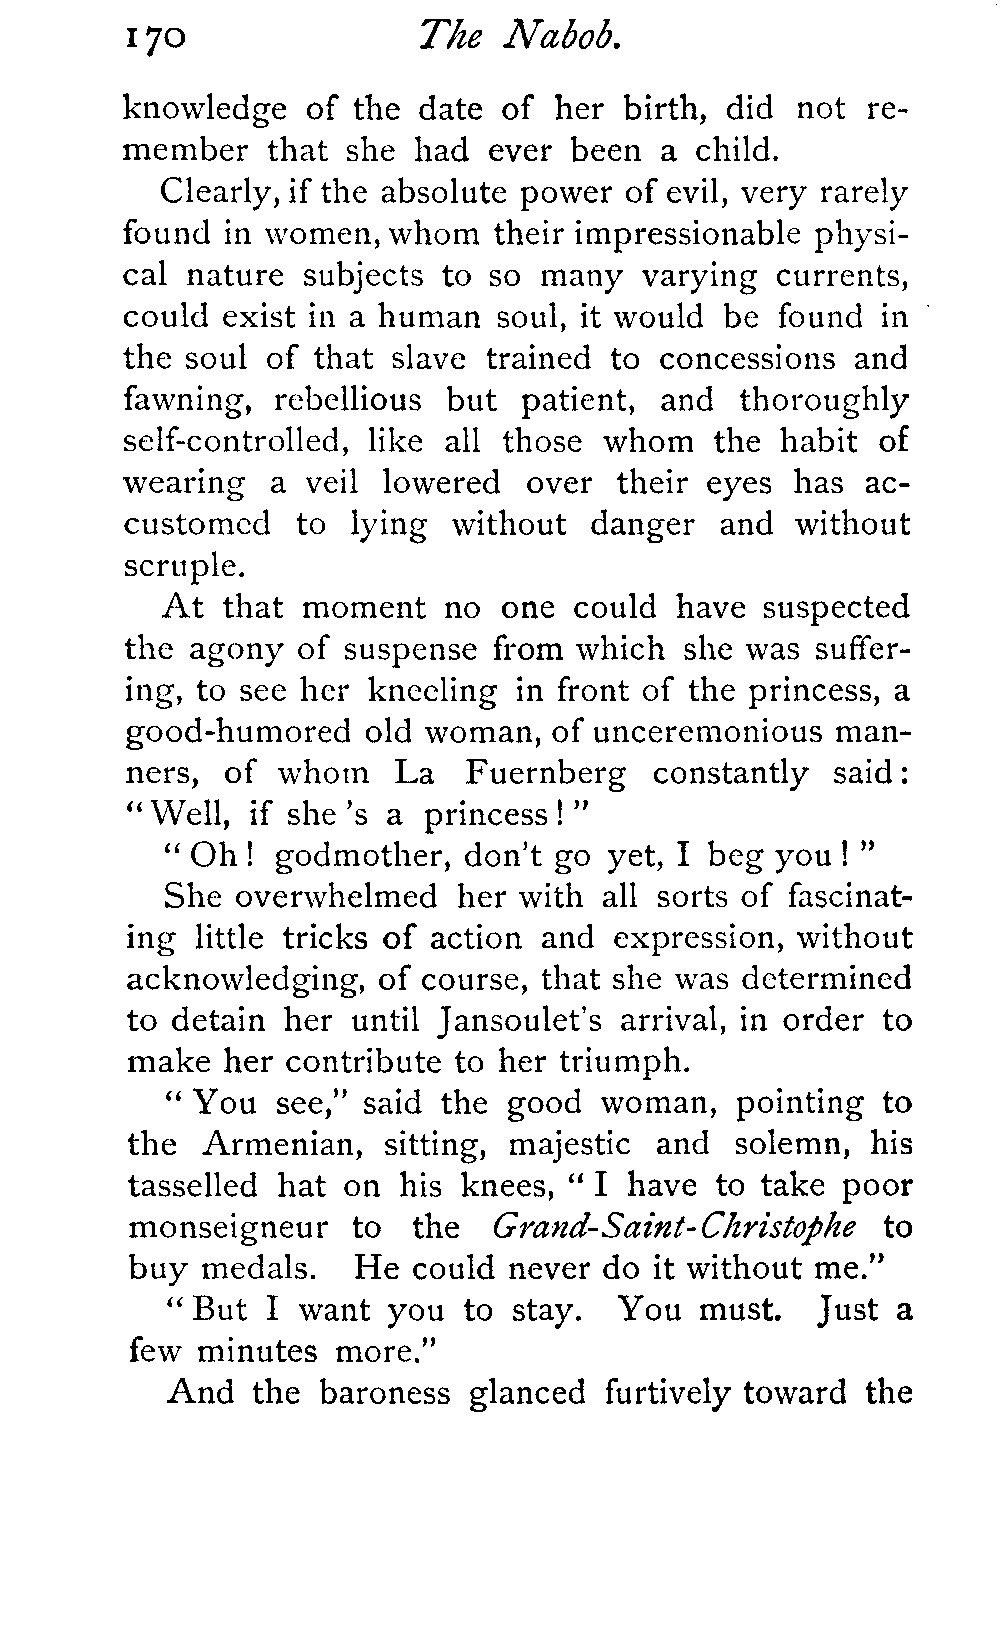 170 The Nabob.
knowledge of the date of her birth, did not re-
member that she had ever been a child.
Clearly, if the absolute power of evil, very rarely
found in women, whom their impressionable physi-
cal nature subjects to so many varying currents,
could exist in a human soul, it would be found in
the soul of that slave trained to concessions and
fawning, rebellious but patient, and thoroughly
self-controlled, like all those whom the habit of
wearing a veil lowered over their eyes has ac-
customed to lying without danger and without
scruple.
At that moment no one could have suspected
the agony of suspense from which she was suffer-
ing, to see her kneeling in front of the princess, a
good-humored old woman, of unceremonious man-
ners, of whom La Fuernberg constantly said:
“Well, if she 's a princess!”
“Oh! godmother, don't go yet, I beg you!”
She overwhelmed her with all sorts of fascinat-
ing little tricks of action and expression, without
acknowledging, of course, that she was determined
to detain her until Jansoulet's arrival, in order to
make her contribute to her triumph.
“You see,” said the good woman, pointing to
the Armenian, sitting, majestic and solemn, his
tasselled hat on his knees, “I have to take poor
monseigneur to the Grand-Saint-Christophe to
buy medals. He could never do it without me.”
“But I want you to stay. You must. Just a
few minutes more.”
And the baroness glanced furtively toward the